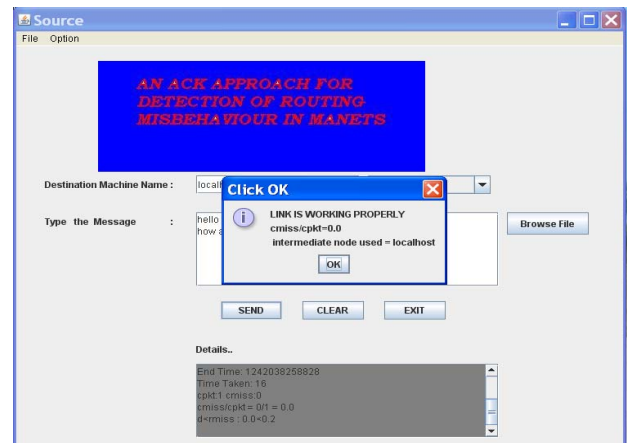 Source
File Option
AN ACK APPROACH FOR
DETECTION OF ROUTING
MISBEHAVIOUR IN MANETS
Destination Machine Name :
Click OK
LINK IS WORKING PROPERLY
cmiss/cpkt=0.0
intermediate node used = localhost
OK
Type the Message :
hello
how
Browse File
SEND CLEAR EXIT
Details..
End Time: 1242038258828
Time Taken: 16
cpkt:1 cmiss:0
cmiss/cpkt = 0/1 = 0.0
d<rmiss : 0.0<0.2